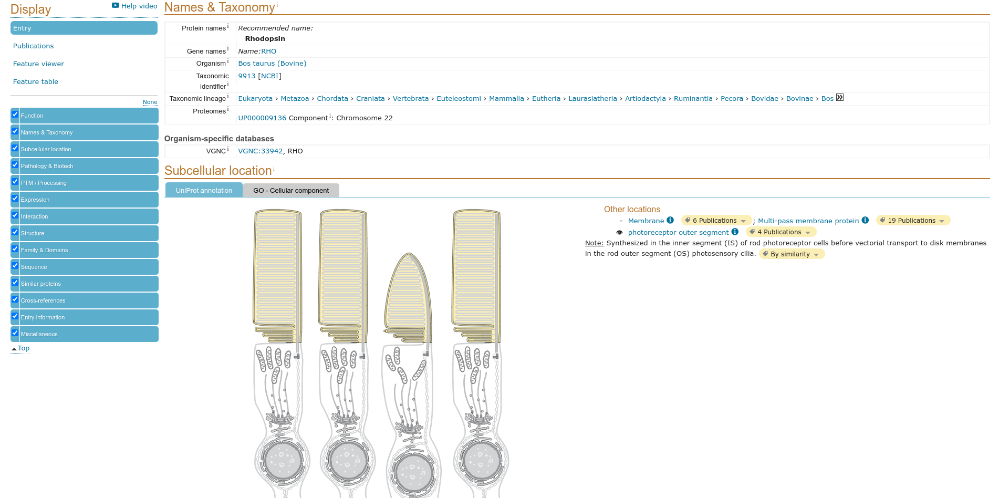 Display
Help video
Entry
Publications
Feature viewer
Feature table
None
Function
Names & Taxonomy
Subcellular location
Pathology & Biotech
PTM / Processing
Expression
Interaction
Structure
Family & Domains
Sequence
Similar proteins
Cross-references
Entry information
Miscellaneous
Top
Names & Taxonomy i
Protein names i Recommended name:
Rhodopsin
Gene names i Name:RHO
Organism i Bos taurus (Bovine)
Taxonomic identifier i 9913 [NCBI]
Taxonomic lineage i Eukaryota › Metazoa › Chordata › Craniata › Vertebrata › Euteleostomi › Mammalia › Eutheria › Laurasiatheria › Artiodactyla › Ruminantia › Pecora › Bovidae › Bovinae › Bos »
Proteomes i
UP000009136 Component i: Chromosome 22
Organism-specific databases
VGNC i VGNC:33942, RHO
Subcellular location i
UniProt annotation GO - Cellular component
Other locations
- Membrane i 6 Publications ; Multi-pass membrane protein i 19 Publications
photoreceptor outer segment i 4 Publications
Note: Synthesized in the inner segment (IS) of rod photoreceptor cells before vectorial transport to disk membranes
in the rod outer segment (OS) photosensory cilia. By similarity